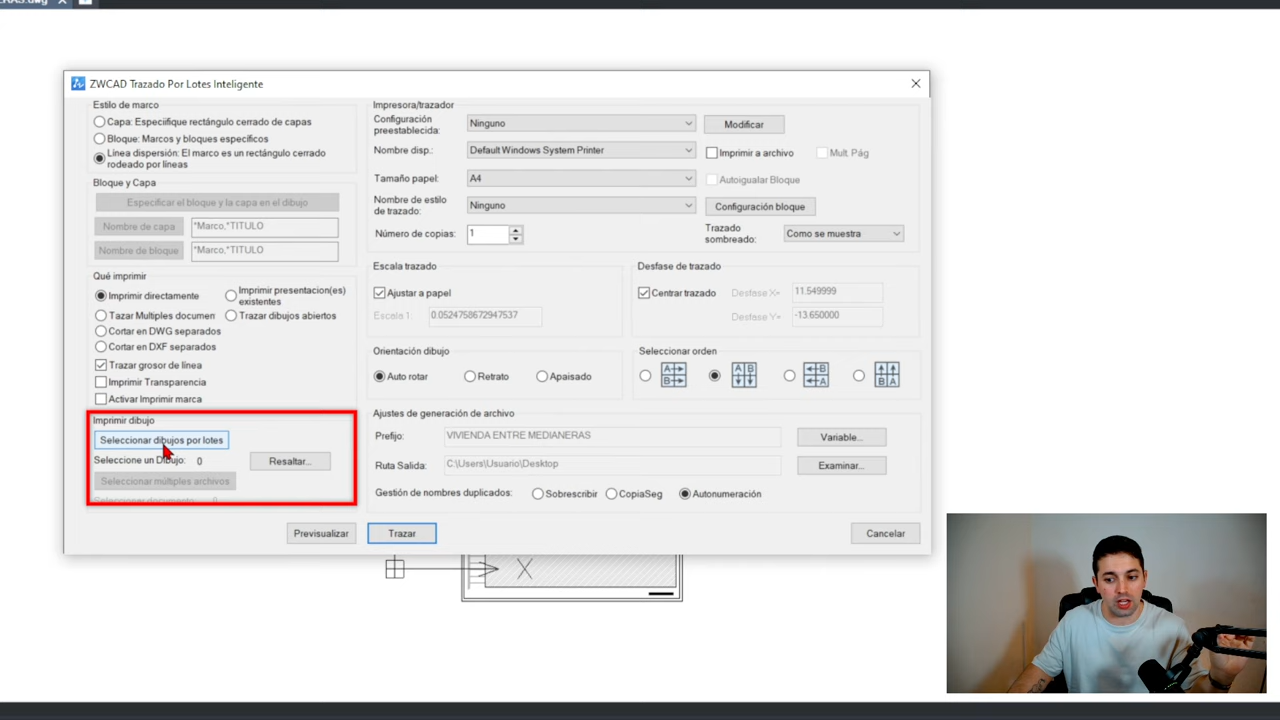 ERAS.dwg
ZWCAD Trazado Por Lotes Inteligente
Estilo de marco
Capa: Especiifique rectángulo cerrado de capas
Bloque: Marcos y bloques específicos
Línea dispersión: El marco es un rectángulo cerrado
rodeado por líneas
Bloque y Capa
Especificar el bloque y la capa en el dibujo
Nombre de capa
*Marco,*TITULO
Nombre de bloque
*Marco,*TITULO
Qué imprimir
Imprimir directamente
Imprimir presentacion(es)
existentes
Tazar Multiples documen
Trazar dibujos abiertos
Cortar en DWG separados
Cortar en DXF separados
Trazar grosor de línea
Imprimir Transparencia
Activar Imprimir marca
Imprimir dibujo
Seleccionar dibujos por lotes
Seleccione un Dibujo: 0
Resaltar...
Seleccionar múltiples archivos
Seleccionar documento: 0
Previsualizar
Trazar
Impresora/trazador
Configuración
preestablecida:
Ninguno
Modificar
Nombre disp.:
Default Windows System Printer
Imprimir a archivo
Mult. Pág
Tamaño papel:
A4
Autoigualar Bloque
Nombre de estilo
de trazado:
Ninguno
Configuración bloque
Número de copias:
1
Trazado
sombreado:
Como se muestra
Escala trazado
Ajustar a papel
Escala 1:
0.0524758672947537
Desfase de trazado
Centrar trazado
Desfase X+
11.549999
Desfase Y+
-13.650000
Orientación dibujo
Auto rotar
Retrato
Apaisado
Seleccionar orden
A
B
A B
B
A
B A
Ajustes de generación de archivo
Prefijo:
VIVIENDA ENTRE MEDIANERAS
Variable...
Ruta Salida:
C:\Users\Usuario\Desktop
Examinar...
Gestión de nombres duplicados:
Sobrescribir
CopiaSeg
Autonumeración
Cancelar
X